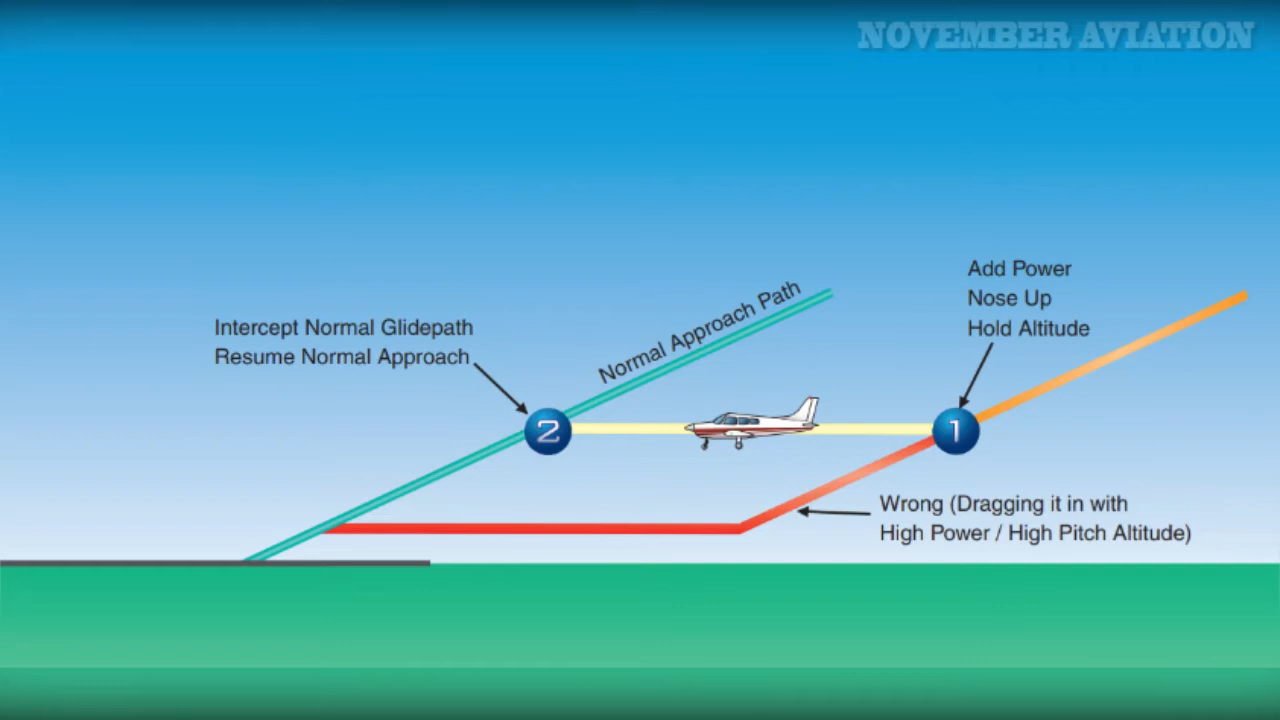 NOVEMBER AVIATION
Add Power
Nose Up
Hold Altitude
Normal Approach Path
Intercept Normal Glidepath
Resume Normal Approach
2
1
Wrong (Dragging it in with
High Power / High Pitch Altitude)